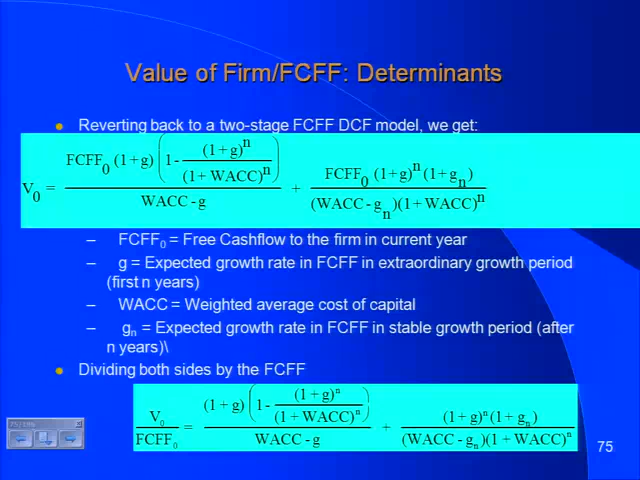 Value of Firm/FCFF: Determinants
Reverting back to a two-stage FCFF DCF model, we get:
V₀ = FCFF₀ (1+g) (1 - (1+g)ⁿ / (1+WACC)ⁿ) / (WACC - g) + FCFF₀ (1+g)ⁿ (1+gₙ) / ((WACC - gₙ)(1+WACC)ⁿ)
– FCFF₀ = Free Cashflow to the firm in current year
– g = Expected growth rate in FCFF in extraordinary growth period
(first n years)
– WACC = Weighted average cost of capital
– gₙ = Expected growth rate in FCFF in stable growth period (after
n years)\
Dividing both sides by the FCFF
V₀ / FCFF₀ = (1+g) (1 - (1+g)ⁿ / (1+WACC)ⁿ) / (WACC - g) + (1+g)ⁿ (1+gₙ) / ((WACC - gₙ)(1+WACC)ⁿ)
75